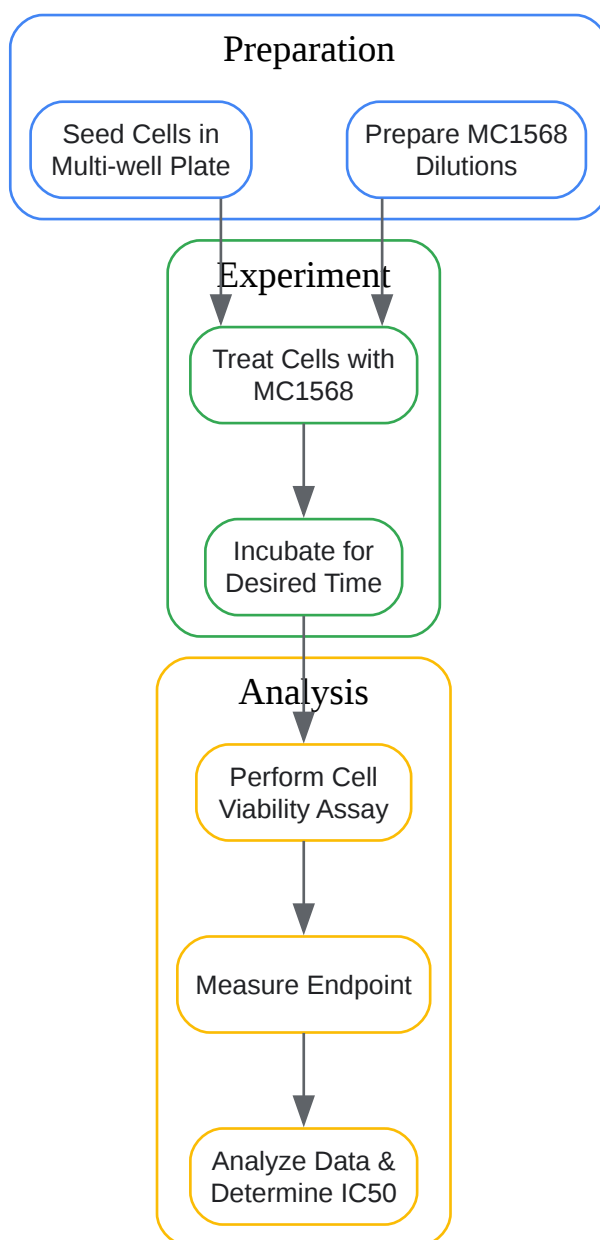 Preparation
Seed Cells in
Multi-well Plate
Prepare MC1568
Dilutions
Experiment
Treat Cells with
MC1568
Incubate for
Desired Time
Analysis
Perform Cell
Viability Assay
Measure Endpoint
Analyze Data &
Determine IC50